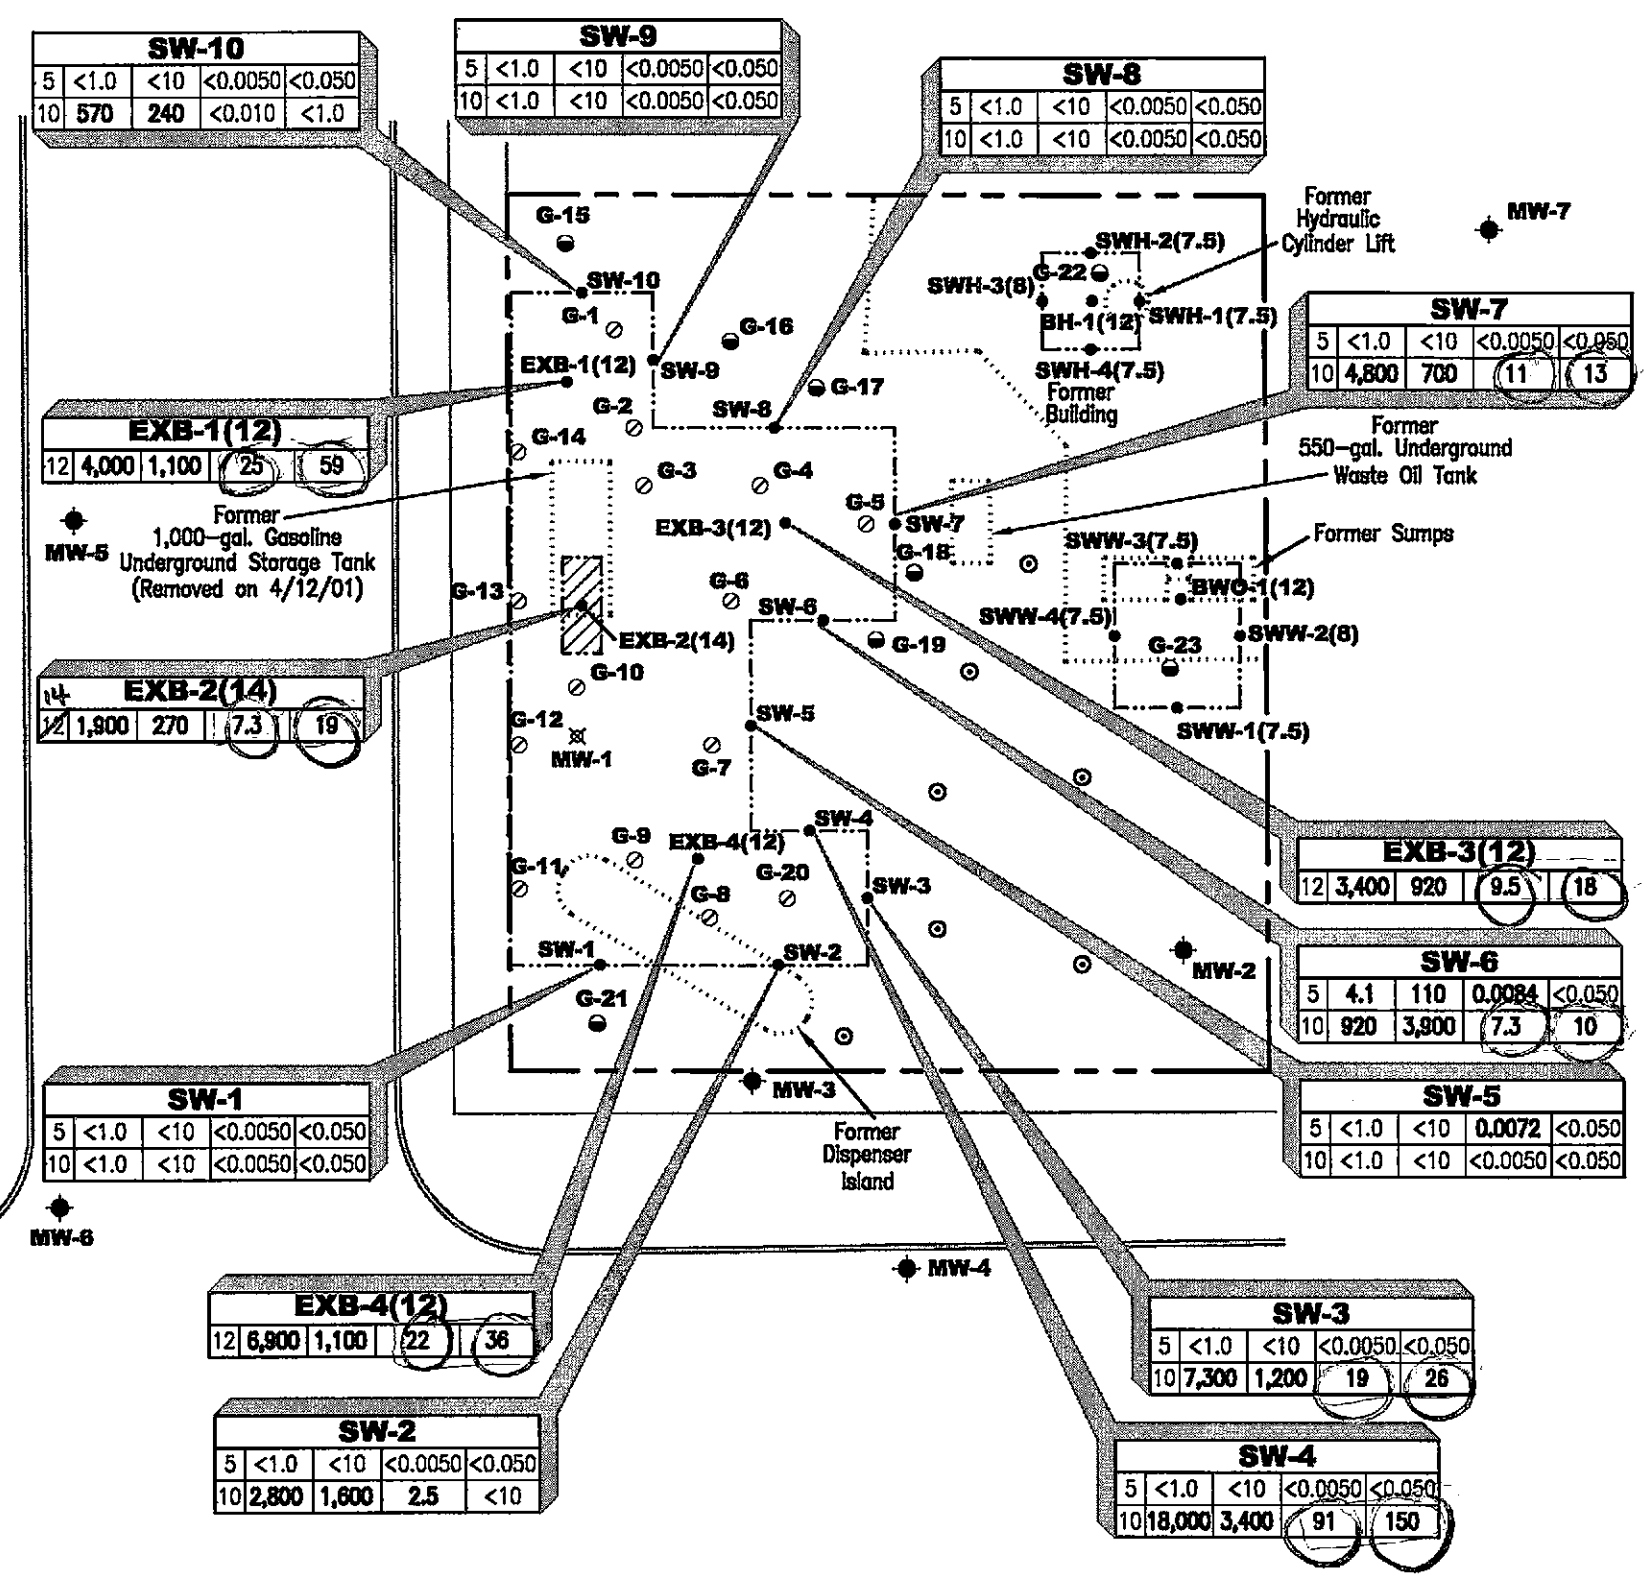 SW-10
5 <1.0 <10 <0.0050 <0.050
10 570 240 <0.010 <1.0
SW-9
5 <1.0 <10 <0.0050 <0.050
10 <1.0 <10 <0.0050 <0.050
SW-8
5 <1.0 <10 <0.0050 <0.050
10 <1.0 <10 <0.0050 <0.050
G-15
SW-10
G-1
G-16
EXB-1(12)
SW-9
G-17
G-2
SW-8
G-14
G-3
G-4
G-5
SW-7
EXB-3(12)
G-18
SWH-2(7.5)
G-22
SWH-3(8)
BH-1(12)
SWH-1(7.5)
SWH-4(7.5)
Former
Building
Former
Hydraulic
Cylinder Lift
MW-7
SW-7
5 <1.0 <10 <0.0050 <0.050
10 4,800 700 11 13
Former
550-gal. Underground
Waste Oil Tank
Former Sumps
EXB-1(12)
12 4,000 1,100 25 59
MW-5
Former
1,000-gal. Gasoline
Underground Storage Tank
(Removed on 4/12/01)
G-13
G-6
SW-6
G-19
EXB-2(14)
SWW-3(7.5)
BWO-1(12)
SWW-4(7.5)
SWW-2(8)
G-23
SWW-1(7.5)
EXB-2(14)
14
12 1,900 270 7.3 19
G-10
G-12
MW-1
G-7
SW-5
SW-4
G-9
EXB-4(12)
G-11
G-20
G-8
SW-3
SW-1
SW-2
MW-2
G-21
MW-3
EXB-3(12)
12 3,400 920 9.5 18
SW-6
5 4.1 110 0.0084 <0.050
10 920 3,900 7.3 10
SW-5
5 <1.0 <10 0.0072 <0.050
10 <1.0 <10 <0.0050 <0.050
SW-1
5 <1.0 <10 <0.0050 <0.050
10 <1.0 <10 <0.0050 <0.050
MW-6
Former
Dispenser
Island
MW-4
EXB-4(12)
12 6,900 1,100 22 36
SW-3
5 <1.0 <10 <0.0050 <0.050
10 7,300 1,200 19 26
SW-2
5 <1.0 <10 <0.0050 <0.050
10 2,800 1,600 2.5 <10
SW-4
5 <1.0 <10 <0.0050 <0.050
10 18,000 3,400 91 150